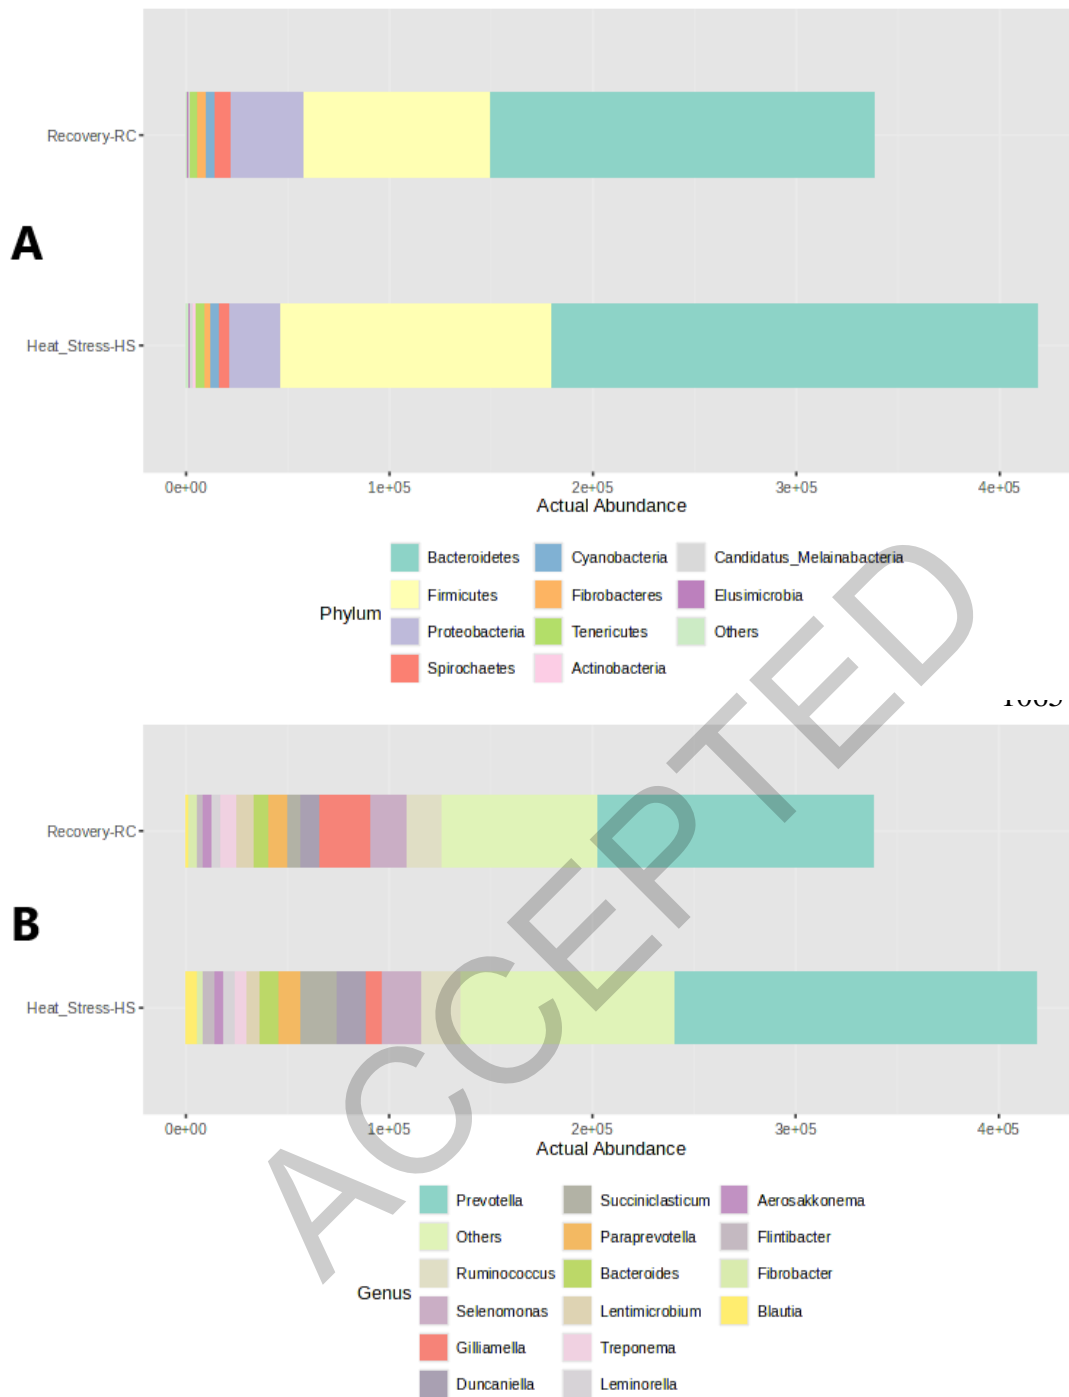 Recovery-RC
A
Heat_Stress-HS
0e+00 1e+05 2e+05 3e+05 4e+05
Actual Abundance
Phylum
Bacteroidetes Cyanobacteria Candidatus_Melainabacteria
Firmicutes Fibrobacteres Elusimicrobia
Proteobacteria Tenericutes Others
Spirochaetes Actinobacteria
Recovery-RC
B
Heat_Stress-HS
0e+00 1e+05 2e+05 3e+05 4e+05
Actual Abundance
Genus
Prevotella Succiniclasticum Aerosakkonema
Others Paraprevotella Flintibacter
Ruminococcus Bacteroides Fibrobacter
Selenomonas Lentimicrobium Blautia
Gilliamella Treponema
Duncaniella Leminorella
ACCEPTED